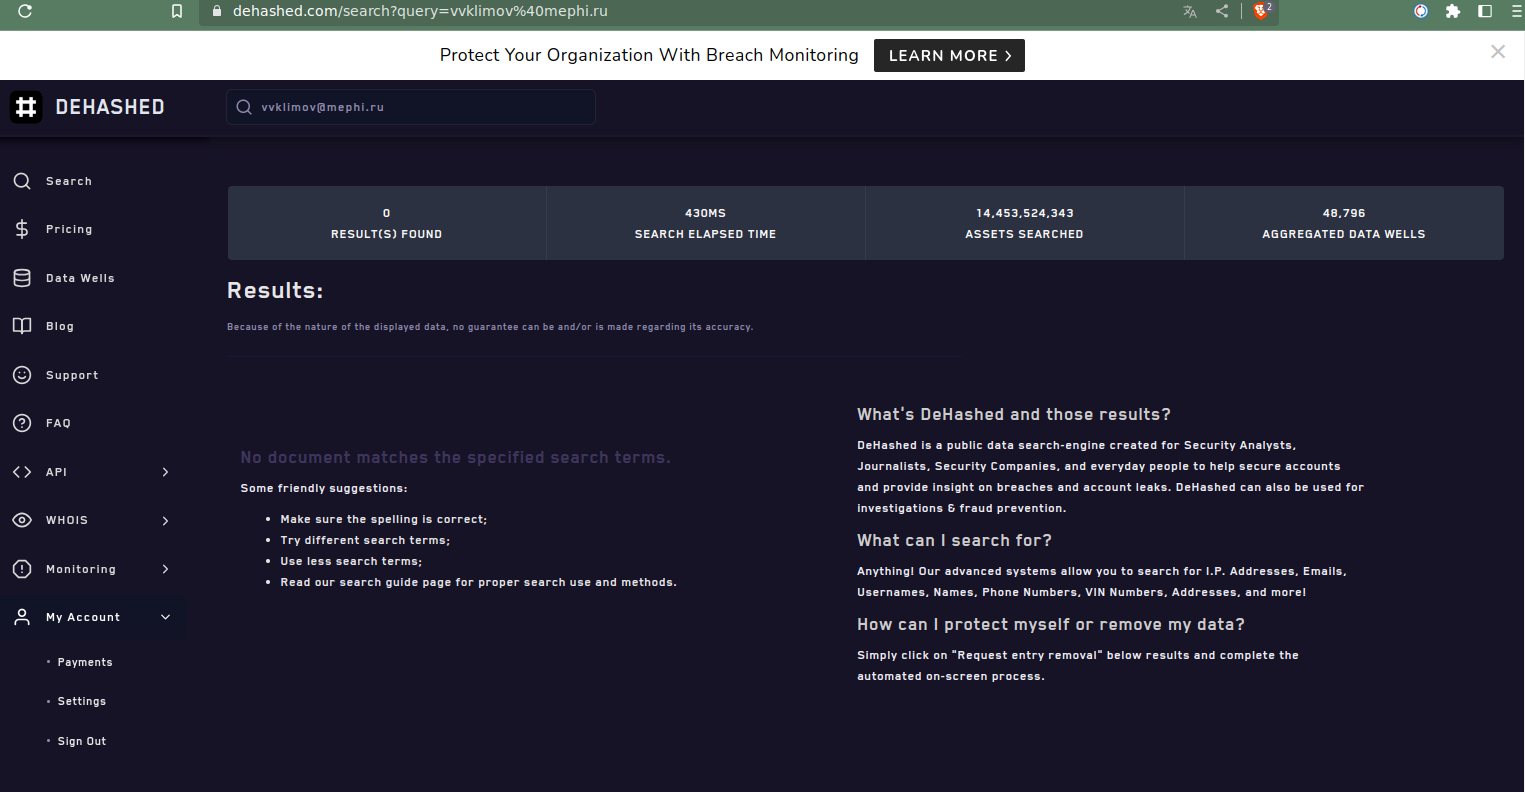 dehashed.com/search?query=vvklimov%40mephi.ru
2
Protect Your Organization With Breach Monitoring
LEARN MORE >
DEHASHED
vvklimov@mephi.ru
Search
Pricing
Data Wells
Blog
Support
FAQ
API
WHOIS
Monitoring
My Account
• Payments
• Settings
• Sign Out
0
RESULT(S) FOUND
430MS
SEARCH ELAPSED TIME
14,453,524,343
ASSETS SEARCHED
48,796
AGGREGATED DATA WELLS
Results:
Because of the nature of the displayed data, no guarantee can be and/or is made regarding its accuracy.
No document matches the specified search terms.
Some friendly suggestions:
• Make sure the spelling is correct;
• Try different search terms;
• Use less search terms;
• Read our search guide page for proper search use and methods.
What's DeHashed and those results?
DeHashed is a public data search-engine created for Security Analysts,
Journalists, Security Companies, and everyday people to help secure accounts
and provide insight on breaches and account leaks. DeHashed can also be used for
investigations & fraud prevention.
What can I search for?
Anything! Our advanced systems allow you to search for I.P. Addresses, Emails,
Usernames, Names, Phone Numbers, VIN Numbers, Addresses, and more!
How can I protect myself or remove my data?
Simply click on "Request entry removal" below results and complete the
automated on-screen process.